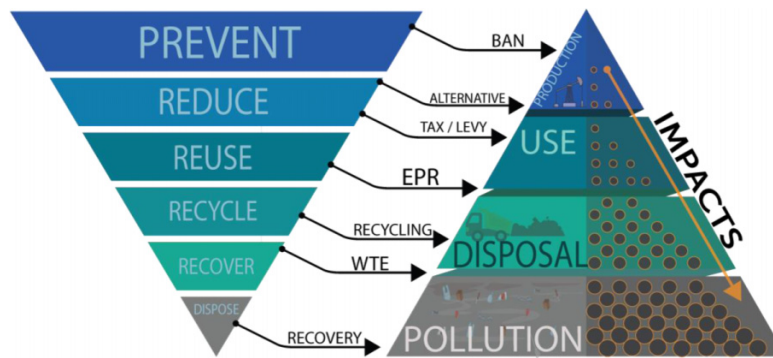 PREVENT
REDUCE
REUSE
RECYCLE
RECOVER
DISPOSE
BAN
ALTERNATIVE
TAX / LEVY
EPR
RECYCLING
WTE
RECOVERY
PRODUCTION
USE
DISPOSAL
POLLUTION
IMPACTS